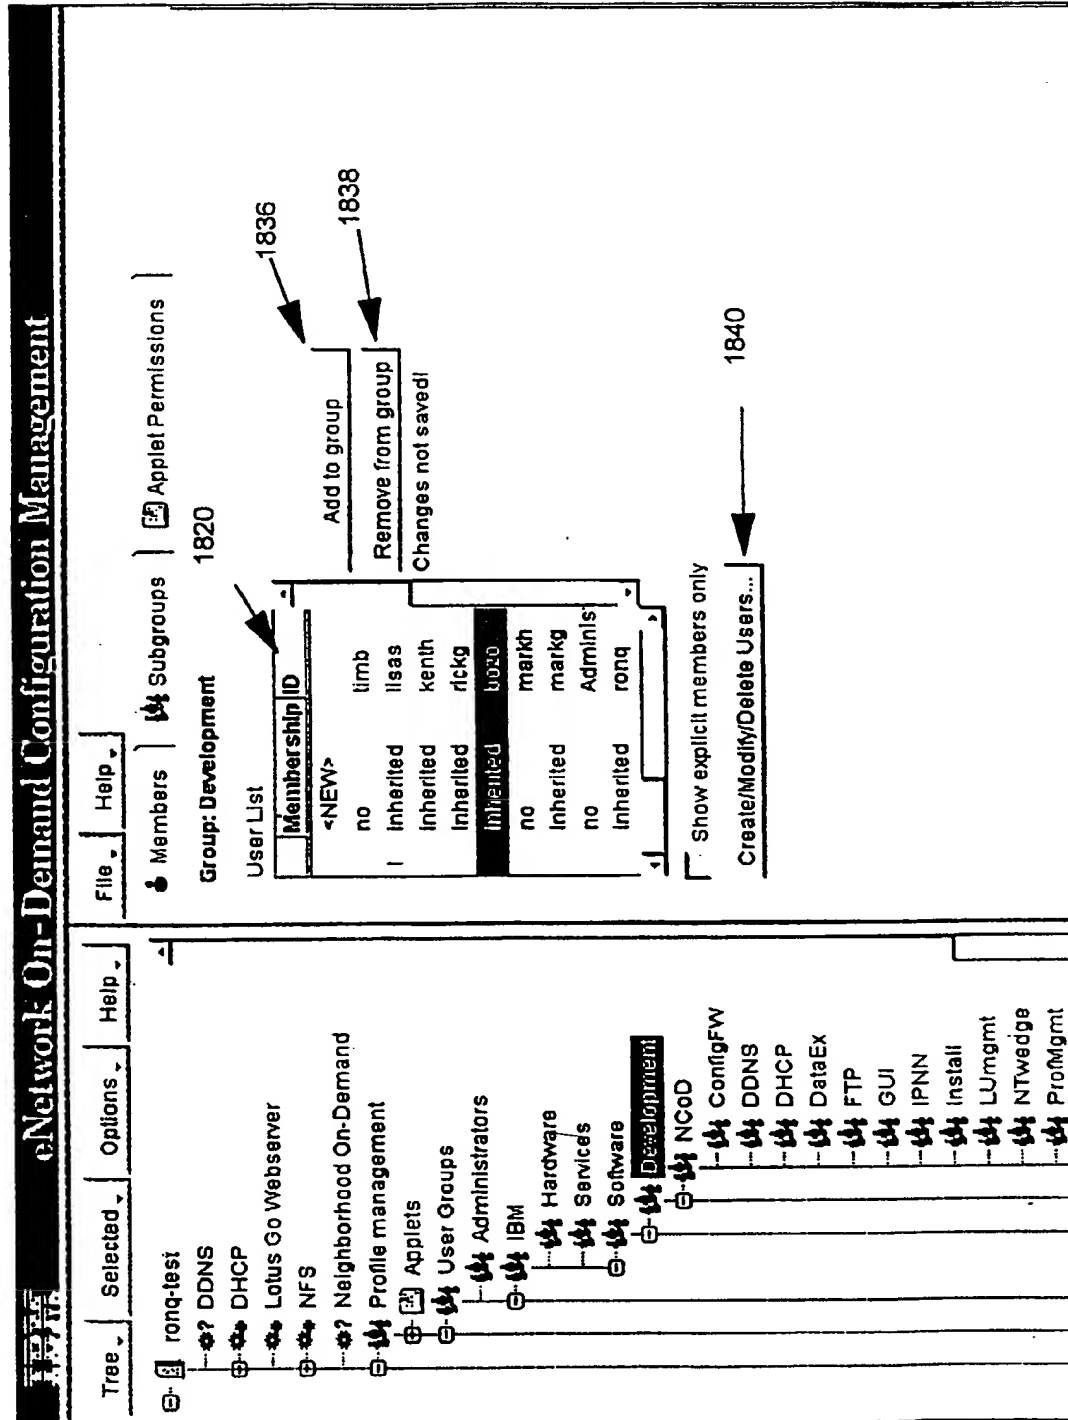 eNetwork On-Demand Configuration Management
Tree Selected Options Help
ronq-test
DDNS
DHCP
Lotus Go Webserver
NFS
Neighborhood On-Demand
Profile management
Applets
User Groups
Administrators
IBM
Hardware
Services
Software
Development
NCoD
ConfigFW
DDNS
DHCP
DataEx
FTP
GUI
IPNN
Install
LUmgmt
NTwedge
ProfMgmt
File Help
Members Subgroups Applet Permissions
Group: Development
1820
User List
Membership ID
<NEW>
no timb
Inherited lisas
Inherited kenth
Inherited rickg
Inherited bozo
no markh
Inherited markg
no Adminis
Inherited ronq
Add to group
1836
Remove from group
1838
Changes not saved!
Show explicit members only
Create/Modify/Delete Users...
1840